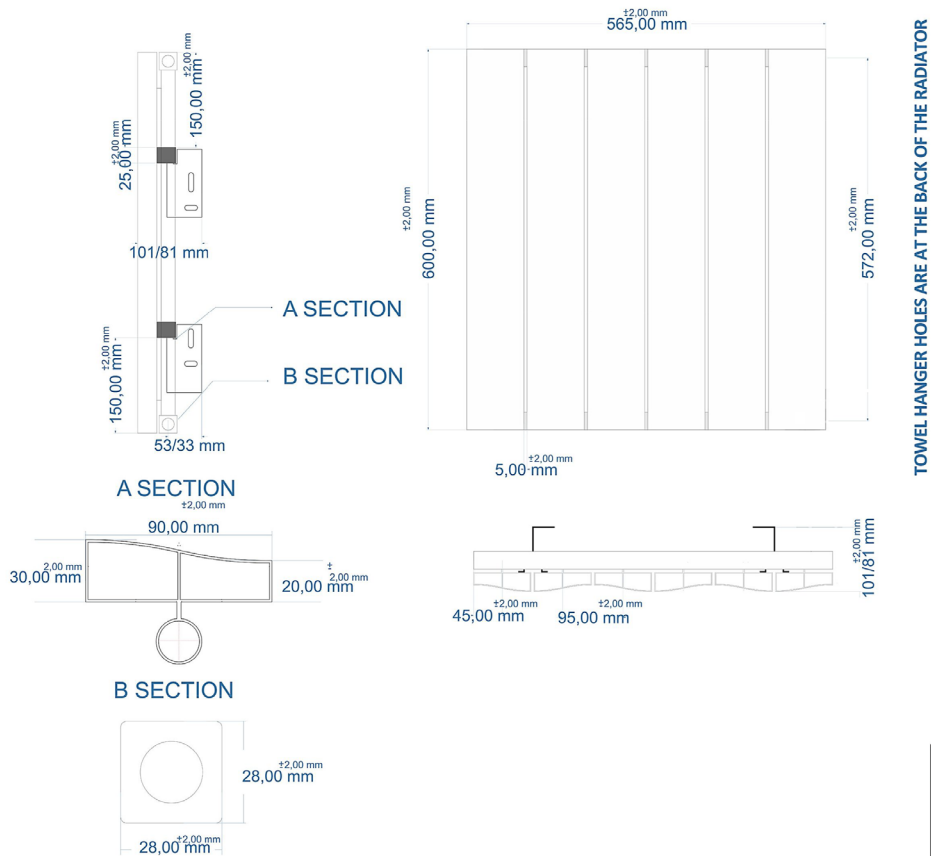 ±2,00 mm
565,00 mm
±2,00 mm
150,00 mm
±2,00 mm
25,00 mm
101/81 mm
±2,00 mm
600,00 mm
±2,00 mm
572,00 mm
TOWEL HANGER HOLES ARE AT THE BACK OF THE RADIATOR
A SECTION
B SECTION
±2,00 mm
150,00 mm
53/33 mm
±2,00 mm
5,00 mm
A SECTION
±2,00 mm
90,00 mm
2,00 mm
30,00 mm
±
2,00 mm
20,00 mm
±2,00 mm
101/81 mm
±2,00 mm
45,00 mm
±2,00 mm
95,00 mm
B SECTION
±2,00 mm
28,00 mm
±2,00 mm
28,00 mm